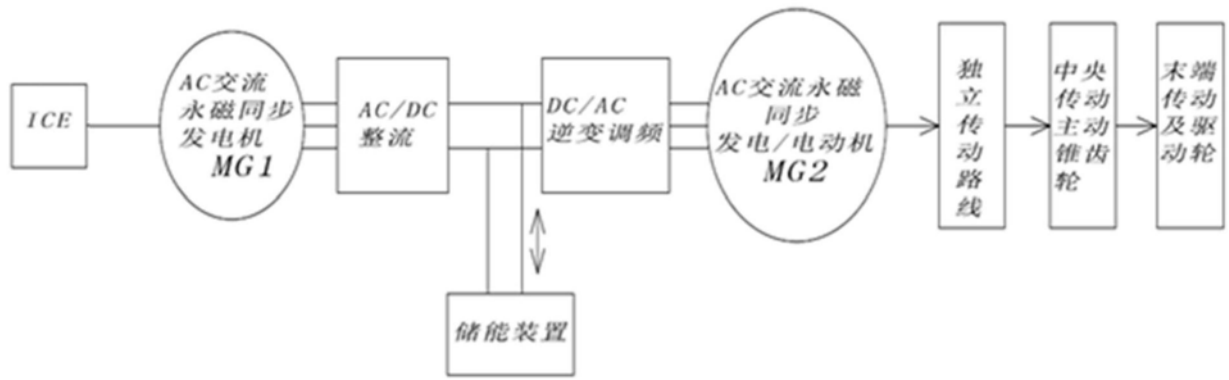 ICE
AC交流
永磁同步
发电机
MG1
AC/DC
整流
DC/AC
逆变调频
AC交流永磁
同步
发电/电动机
MG2
独立传动路线
中央
传动
主动
锥齿
轮
末端
传动
及驱
动轮
储能装置